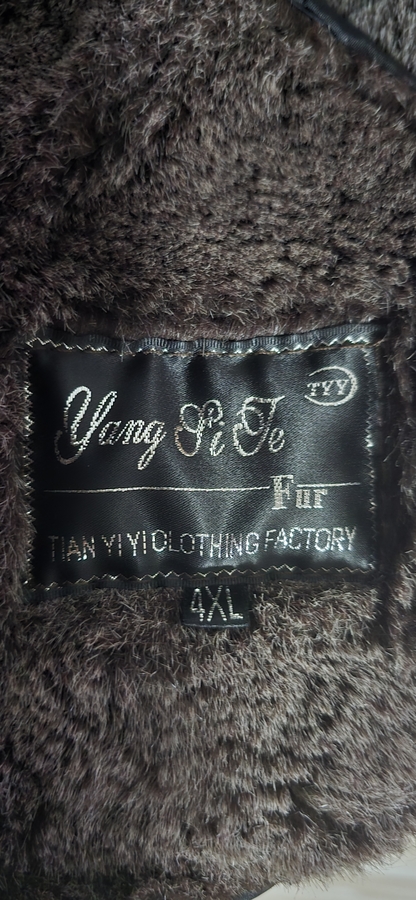 TYY
Yang Si Te
Fur
TIAN YI YI CLOTHING FACTORY
4XL